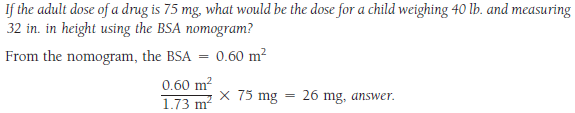 If the adult dose of a drug is 75 mg, what would be the dose for a child weighing 40 lb. and measuring
32 in. in height using the BSA nomogram?
From the nomogram, the BSA = 0.60 m²
0.60 m²
1.73 m² × 75 mg = 26 mg, answer.